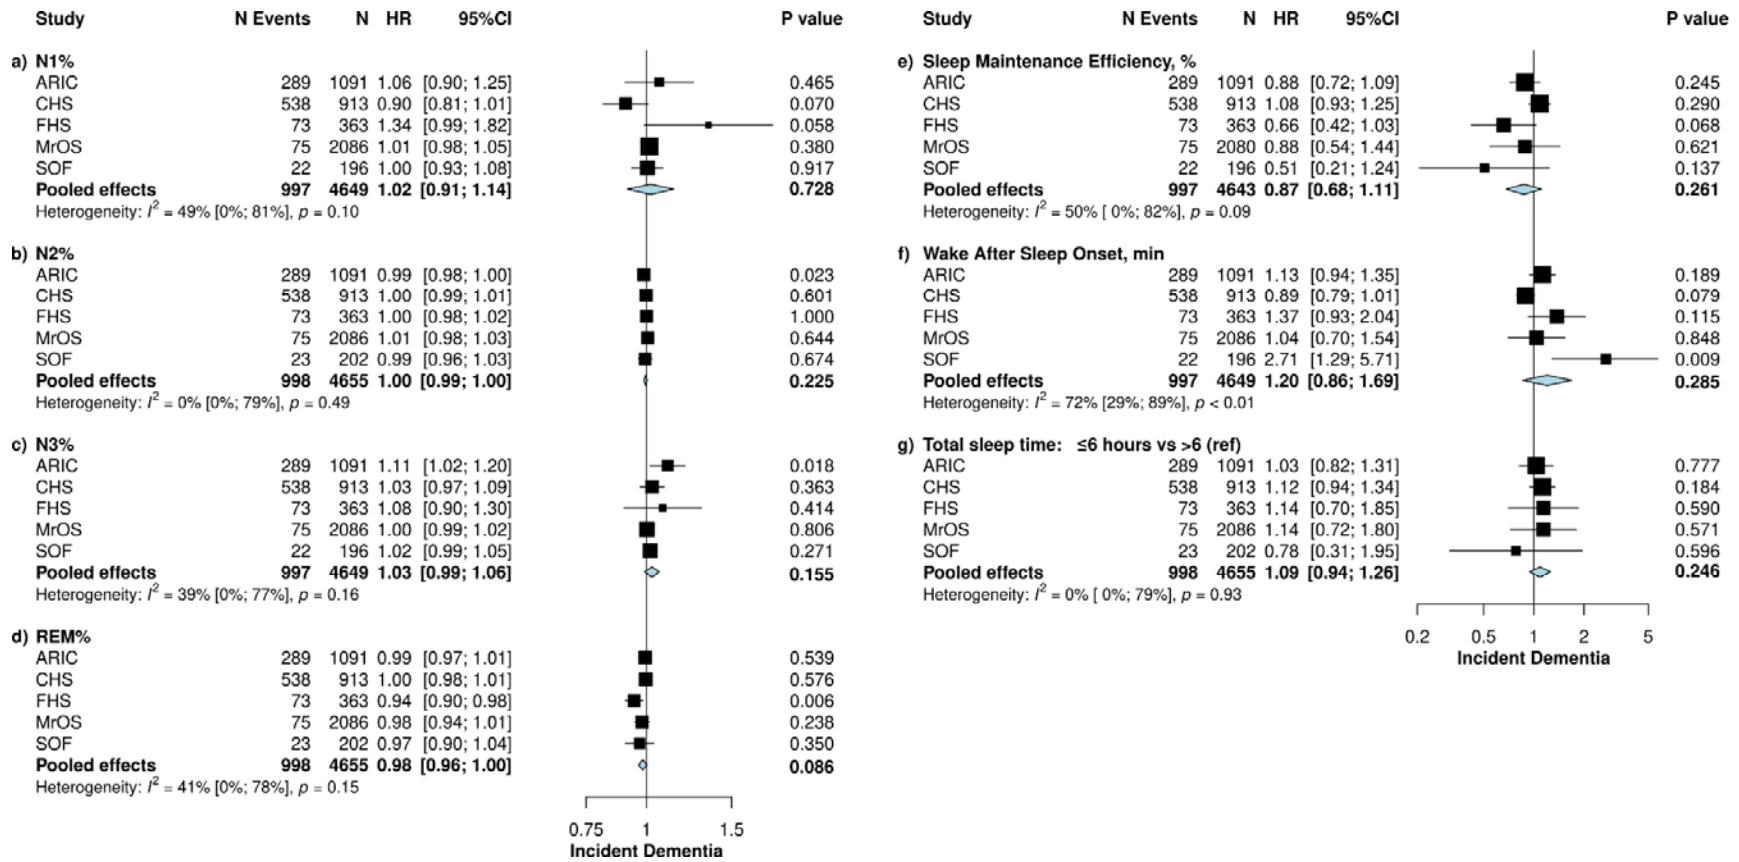 Study N Events N HR 95%CI P value
a) N1%
ARIC 289 1091 1.06 [0.90; 1.25] 0.465
CHS 538 913 0.90 [0.81; 1.01] 0.070
FHS 73 363 1.34 [0.99; 1.82] 0.058
MrOS 75 2086 1.01 [0.98; 1.05] 0.380
SOF 22 196 1.00 [0.93; 1.08] 0.917
Pooled effects 997 4649 1.02 [0.91; 1.14] 0.728
Heterogeneity: I² = 49% [0%; 81%], p = 0.10
b) N2%
ARIC 289 1091 0.99 [0.98; 1.00] 0.023
CHS 538 913 1.00 [0.99; 1.01] 0.601
FHS 73 363 1.00 [0.98; 1.02] 1.000
MrOS 75 2086 1.01 [0.98; 1.03] 0.644
SOF 23 202 0.99 [0.96; 1.03] 0.674
Pooled effects 998 4655 1.00 [0.99; 1.00] 0.225
Heterogeneity: I² = 0% [0%; 79%], p = 0.49
c) N3%
ARIC 289 1091 1.11 [1.02; 1.20] 0.018
CHS 538 913 1.03 [0.97; 1.09] 0.363
FHS 73 363 1.08 [0.90; 1.30] 0.414
MrOS 75 2086 1.00 [0.99; 1.02] 0.806
SOF 22 196 1.02 [0.99; 1.05] 0.271
Pooled effects 997 4649 1.03 [0.99; 1.06] 0.155
Heterogeneity: I² = 39% [0%; 77%], p = 0.16
d) REM%
ARIC 289 1091 0.99 [0.97; 1.01] 0.539
CHS 538 913 1.00 [0.98; 1.01] 0.576
FHS 73 363 0.94 [0.90; 0.98] 0.006
MrOS 75 2086 0.98 [0.94; 1.01] 0.238
SOF 23 202 0.97 [0.90; 1.04] 0.350
Pooled effects 998 4655 0.98 [0.96; 1.00] 0.086
Heterogeneity: I² = 41% [0%; 78%], p = 0.15
0.75 1 1.5
Incident Dementia
Study N Events N HR 95%CI P value
e) Sleep Maintenance Efficiency, %
ARIC 289 1091 0.88 [0.72; 1.09] 0.245
CHS 538 913 1.08 [0.93; 1.25] 0.290
FHS 73 363 0.66 [0.42; 1.03] 0.068
MrOS 75 2080 0.88 [0.54; 1.44] 0.621
SOF 22 196 0.51 [0.21; 1.24] 0.137
Pooled effects 997 4643 0.87 [0.68; 1.11] 0.261
Heterogeneity: I² = 50% [ 0%; 82%], p = 0.09
f) Wake After Sleep Onset, min
ARIC 289 1091 1.13 [0.94; 1.35] 0.189
CHS 538 913 0.89 [0.79; 1.01] 0.079
FHS 73 363 1.37 [0.93; 2.04] 0.115
MrOS 75 2086 1.04 [0.70; 1.54] 0.848
SOF 22 196 2.71 [1.29; 5.71] 0.009
Pooled effects 997 4649 1.20 [0.86; 1.69] 0.285
Heterogeneity: I² = 72% [29%; 89%], p < 0.01
g) Total sleep time: ≤6 hours vs >6 (ref)
ARIC 289 1091 1.03 [0.82; 1.31] 0.777
CHS 538 913 1.12 [0.94; 1.34] 0.184
FHS 73 363 1.14 [0.70; 1.85] 0.590
MrOS 75 2086 1.14 [0.72; 1.80] 0.571
SOF 23 202 0.78 [0.31; 1.95] 0.596
Pooled effects 998 4655 1.09 [0.94; 1.26] 0.246
Heterogeneity: I² = 0% [ 0%; 79%], p = 0.93
0.2 0.5 1 2 5
Incident Dementia